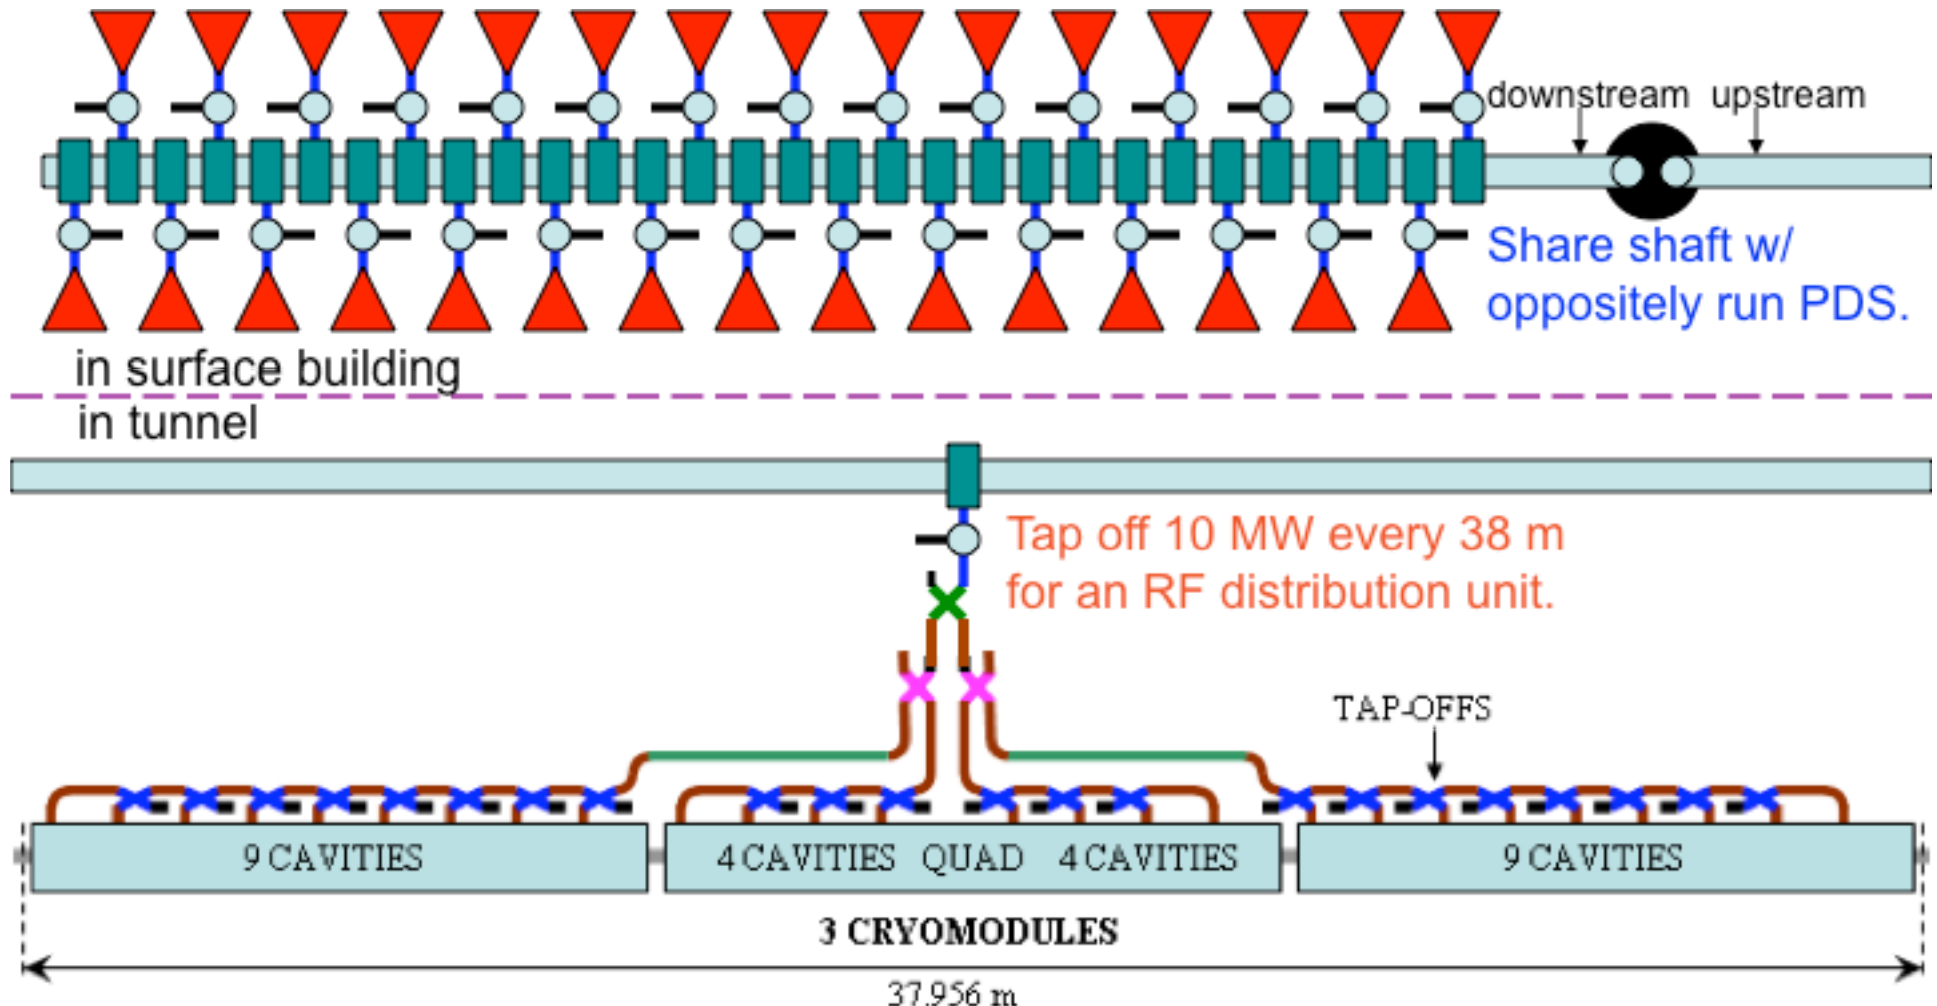 downstream upstream
Share shaft w/
oppositely run PDS.
in surface building
in tunnel
Tap off 10 MW every 38 m
for an RF distribution unit.
TAP-OFFS
9 CAVITIES 4 CAVITIES QUAD 4 CAVITIES 9 CAVITIES
3 CRYOMODULES
37.956 m